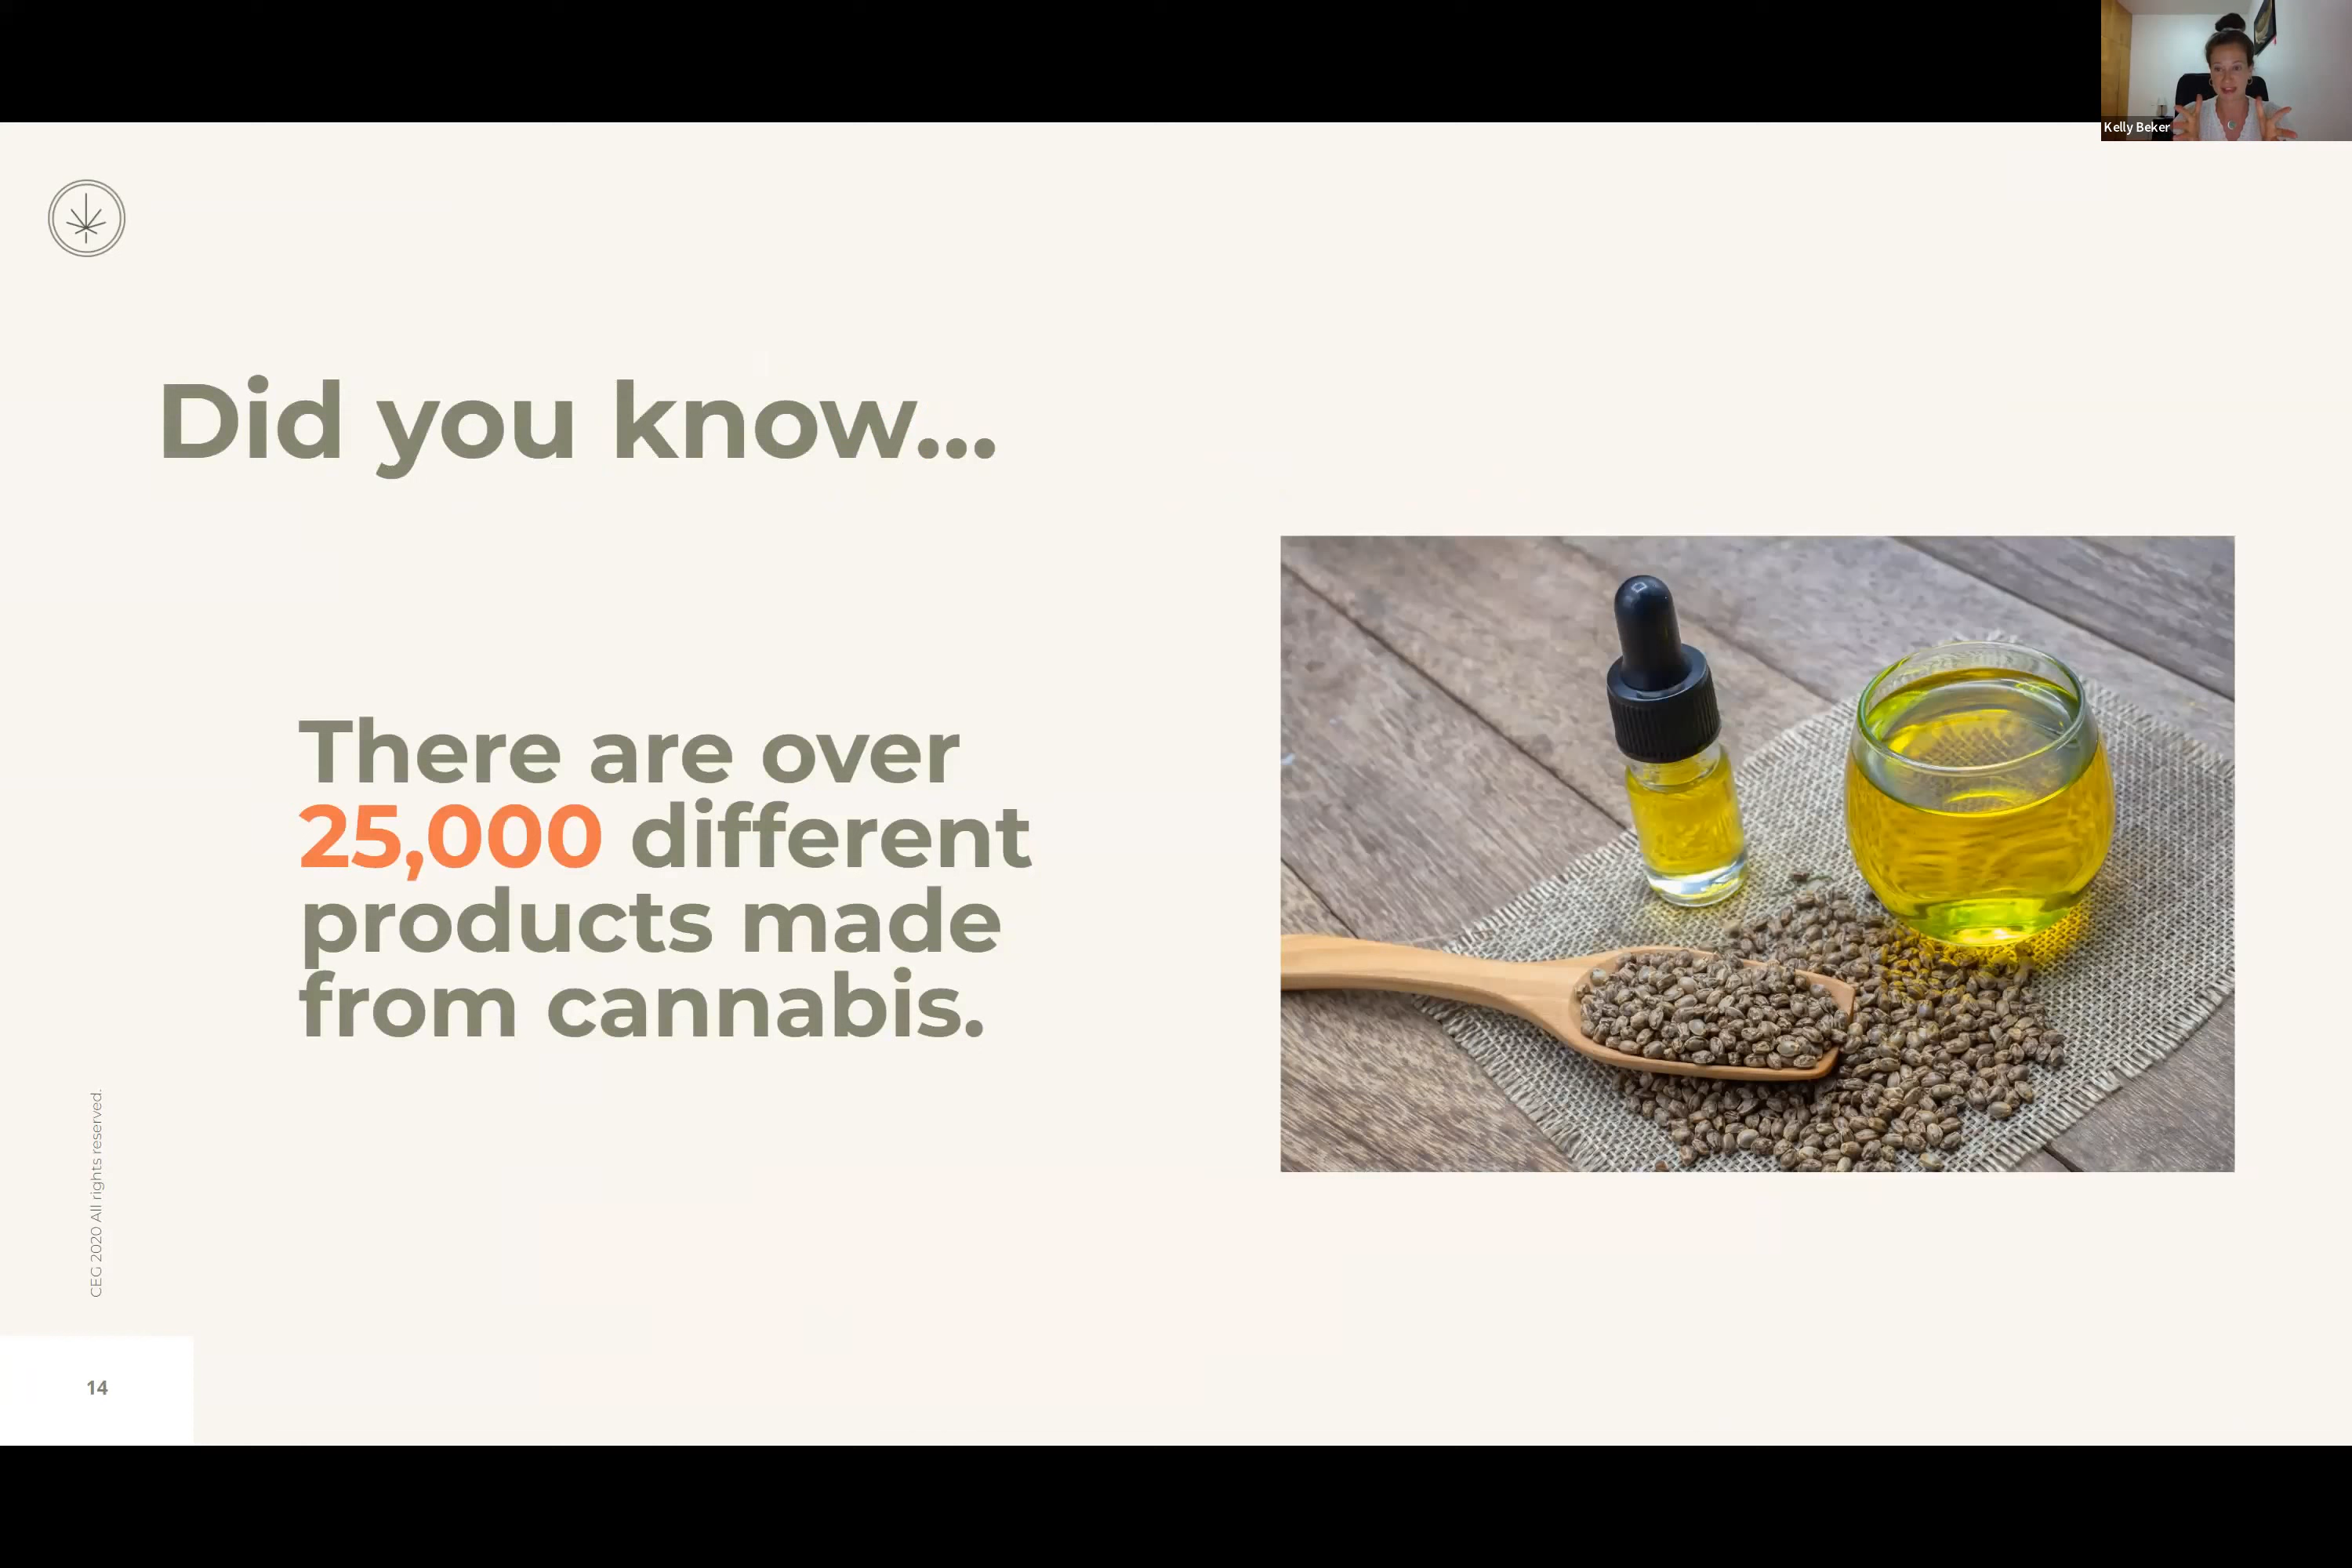 Kelly Beker
Did you know...
There are over
25,000 different
products made
from cannabis.
CEG 2020 All rights reserved.
14